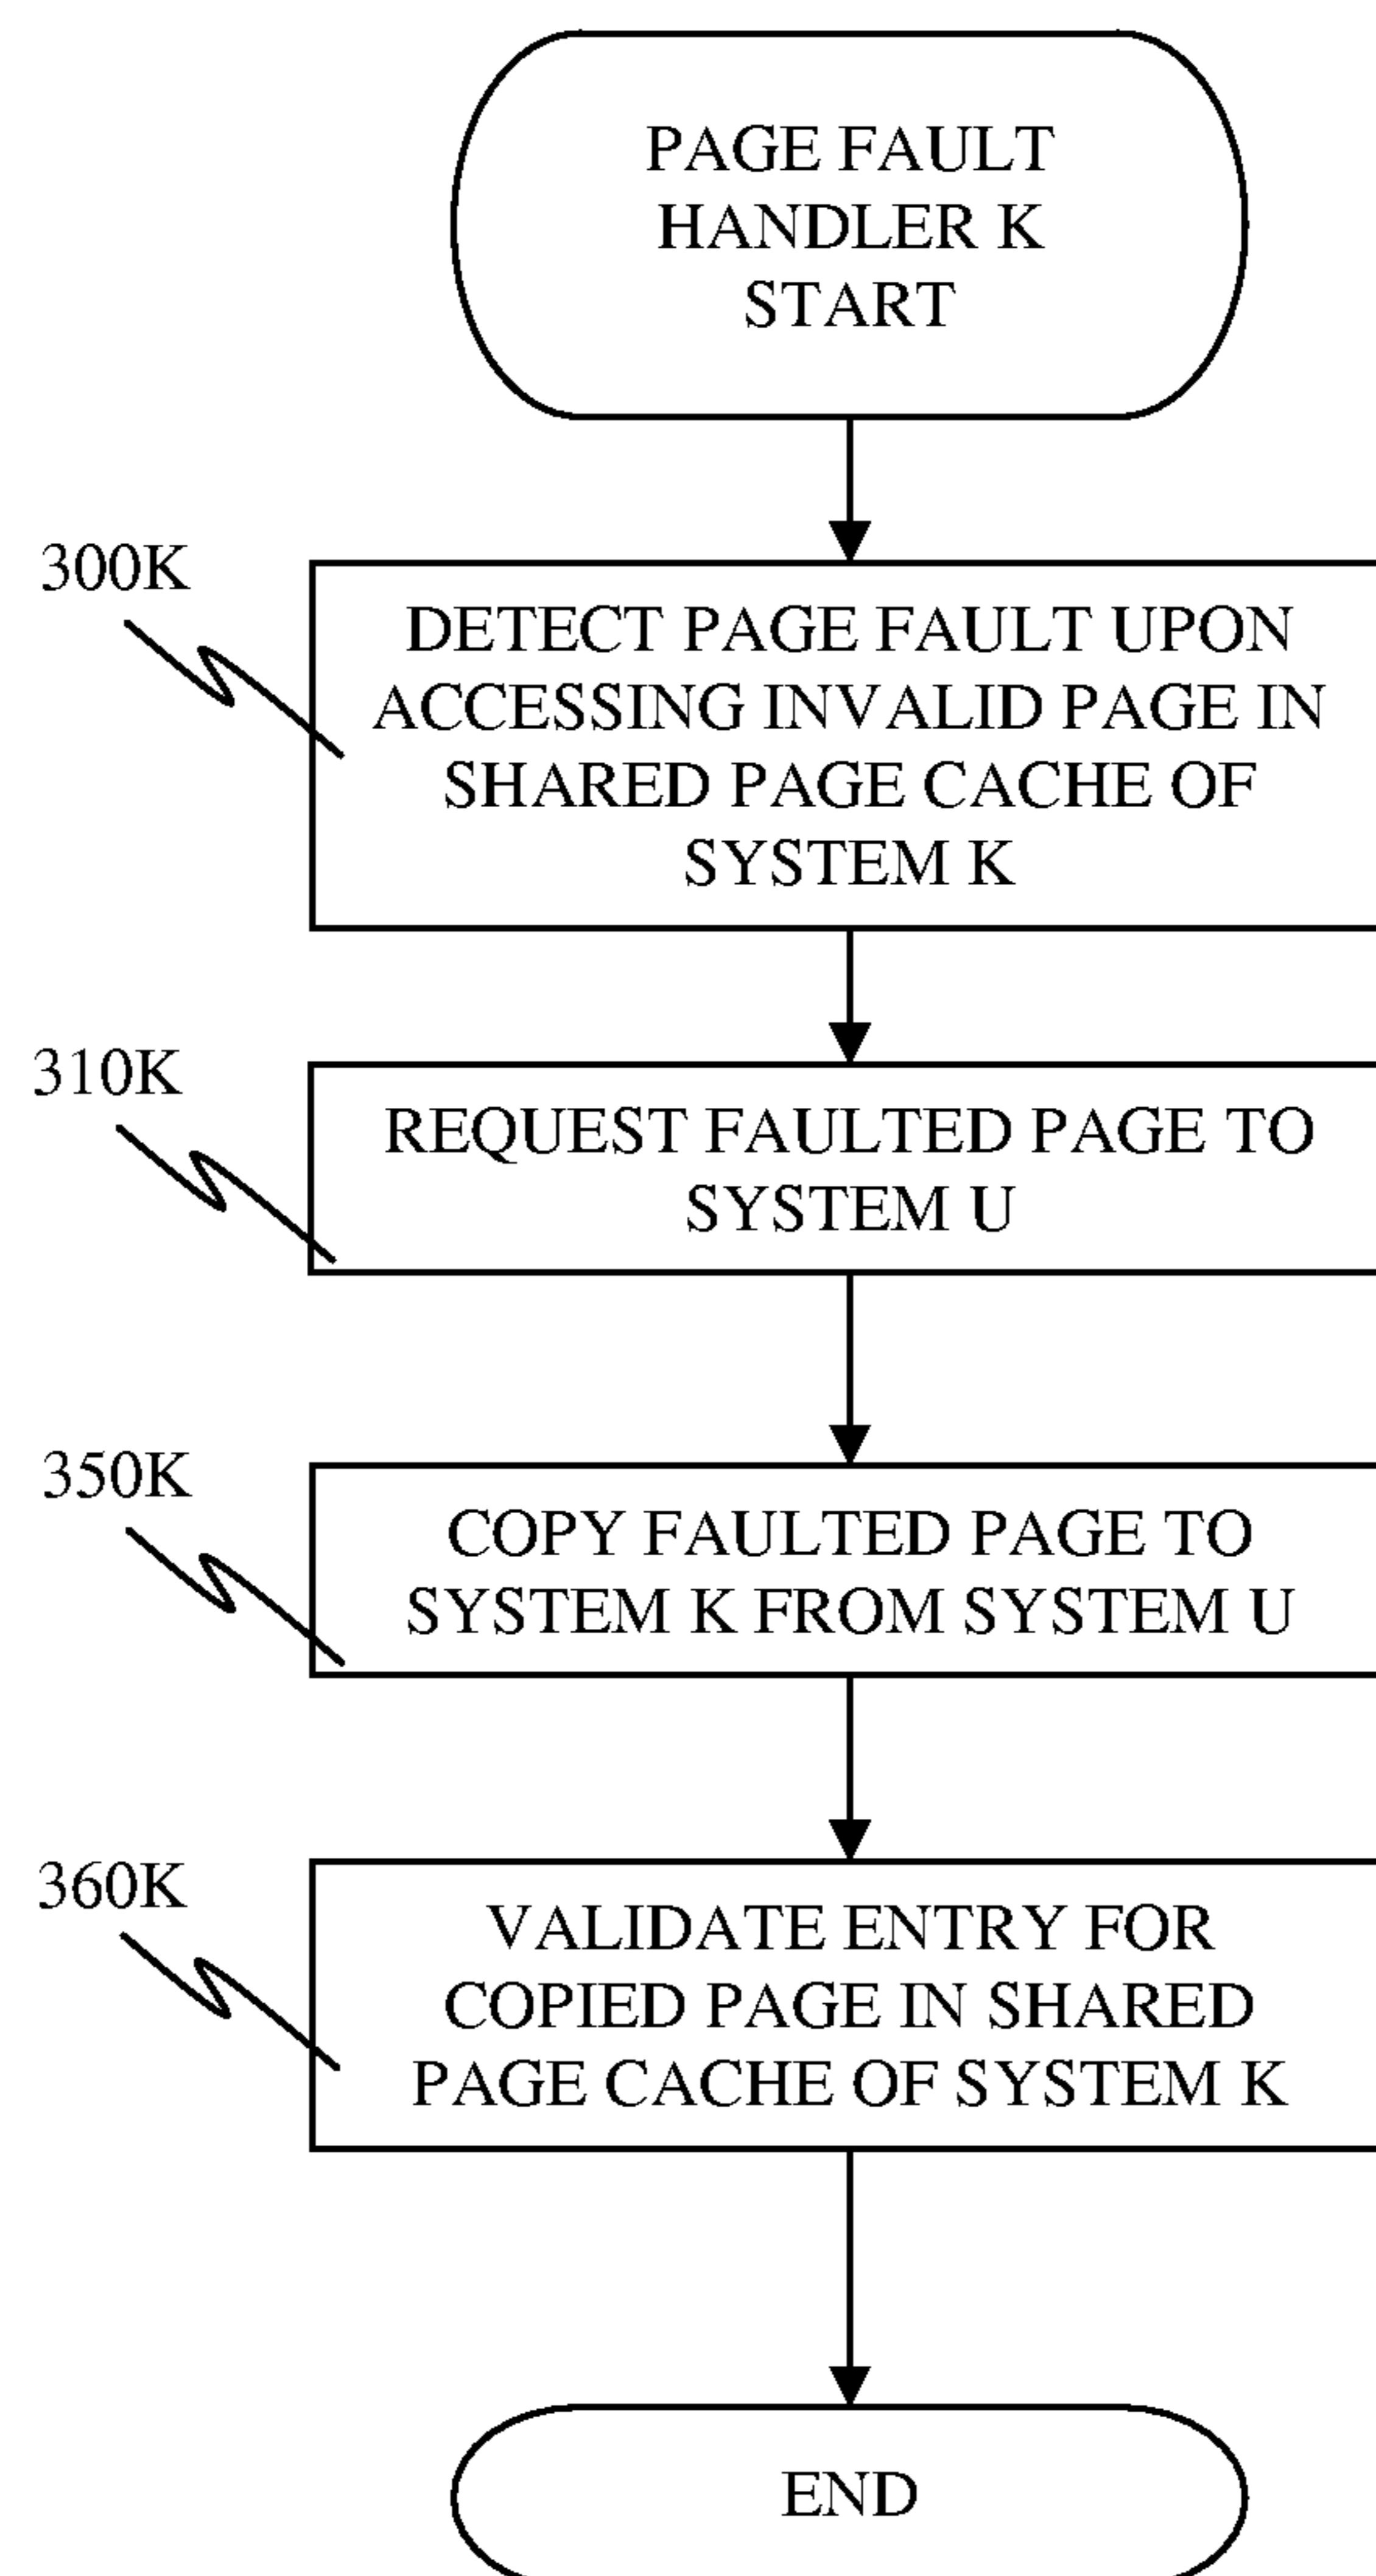 PAGE FAULT
HANDLER K
START
300K
DETECT PAGE FAULT UPON
ACCESSING INVALID PAGE IN
SHARED PAGE CACHE OF
SYSTEM K
310K
REQUEST FAULTED PAGE TO
SYSTEM U
350K
COPY FAULTED PAGE TO
SYSTEM K FROM SYSTEM U
360K
VALIDATE ENTRY FOR
COPIED PAGE IN SHARED
PAGE CACHE OF SYSTEM K
END